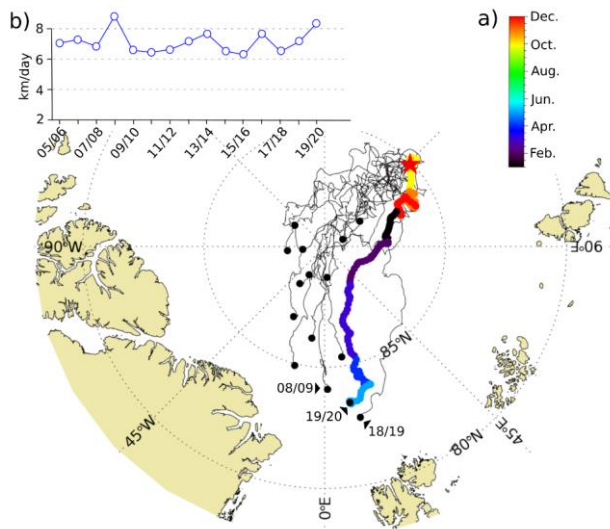 b)
8
6
4
2
km/day
05/06
07/08
09/10
11/12
13/14
15/16
17/18
19/20
a)
Dec.
Oct.
Aug.
Jun.
Apr.
Feb.
90°W
90°E
85°N
08/09
19/20
18/19
45°W
0°E
80°N
45°E